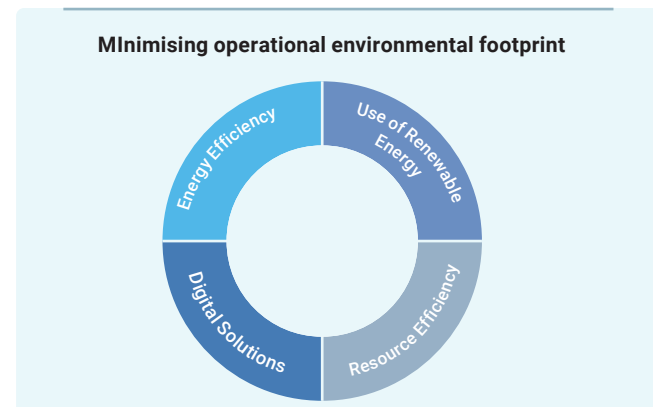 MInimising operational environmental footprint
Energy Efficiency
Use of Renewable
Energy
Digital Solutions
Resource Efficiency